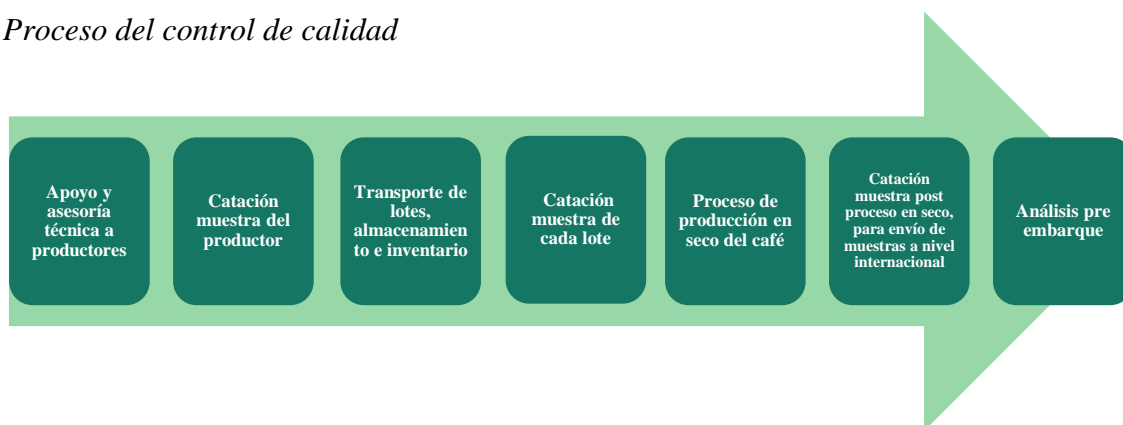 Proceso del control de calidad
Apoyo y
asesoría
técnica a
productores
Catación
muestra del
productor
Transporte de
lotes,
almacenamien
to e inventario
Catación
muestra de
cada lote
Proceso de
producción en
seco del café
Catación
muestra post
proceso en seco,
para envío de
muestras a nivel
internacional
Análisis pre
embarque